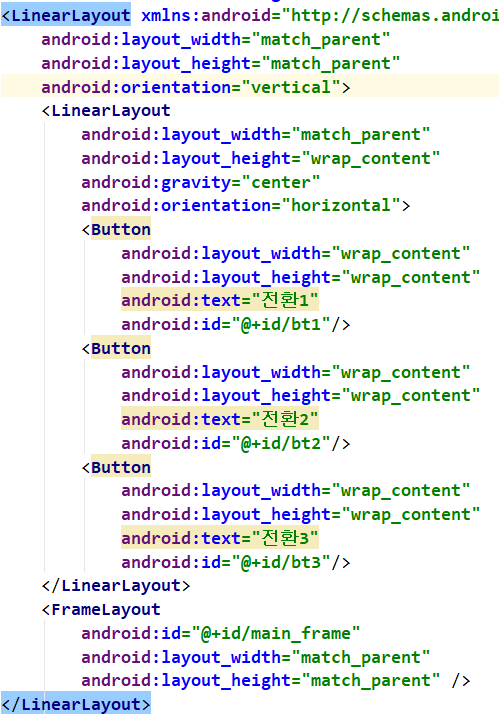 <LinearLayout xmlns:android="http://schemas.androi
android:layout_width="match_parent"
android:layout_height="match_parent"
android:orientation="vertical">
<LinearLayout
android:layout_width="match_parent"
android:layout_height="wrap_content"
android:gravity="center"
android:orientation="horizontal">
<Button
android:layout_width="wrap_content"
android:layout_height="wrap_content"
android:text="전환1"
android:id="@+id/bt1"/>
<Button
android:layout_width="wrap_content"
android:layout_height="wrap_content"
android:text="전환2"
android:id="@+id/bt2"/>
<Button
android:layout_width="wrap_content"
android:layout_height="wrap_content"
android:text="전환3"
android:id="@+id/bt3"/>
</LinearLayout>
<FrameLayout
android:id="@+id/main_frame"
android:layout_width="match_parent"
android:layout_height="match_parent" />
</LinearLayout>